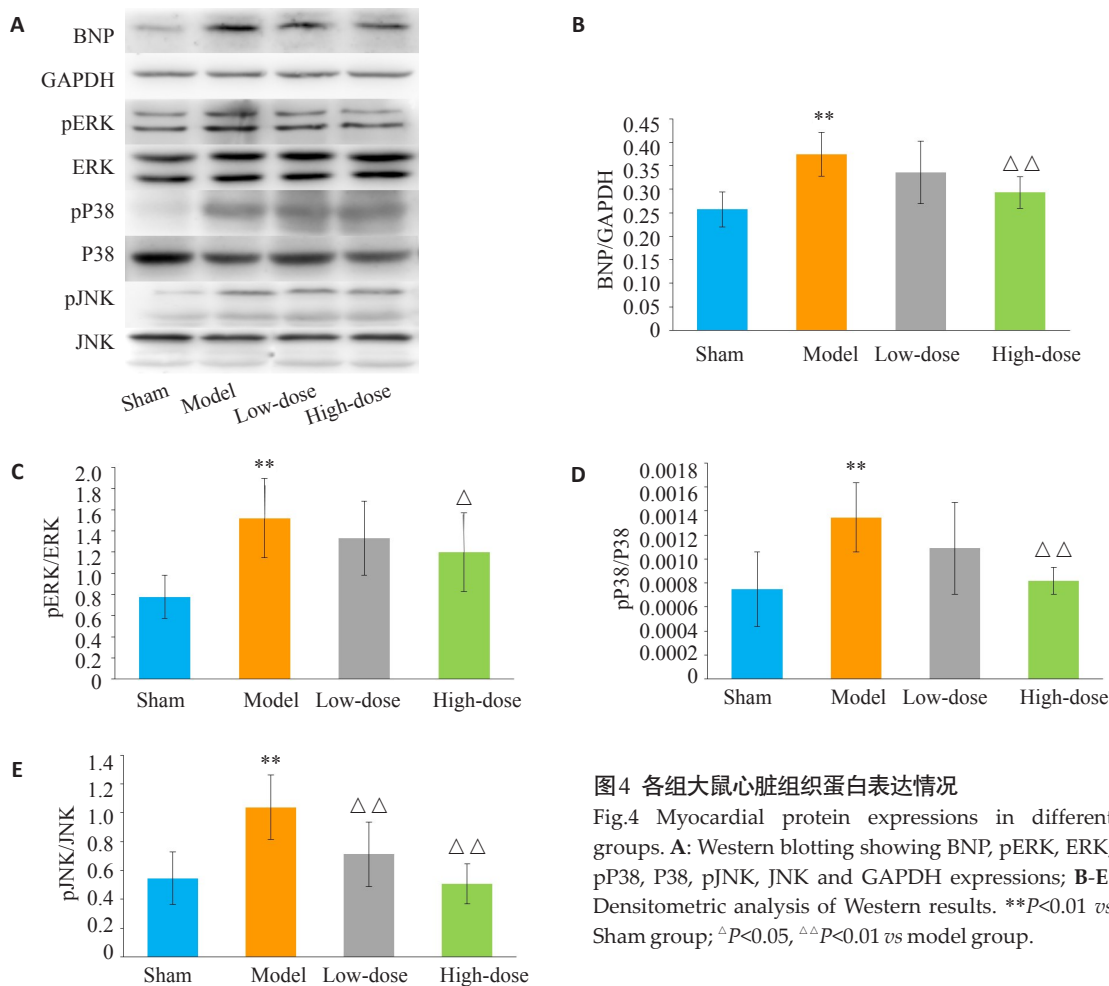 A
BNP
GAPDH
pERK
ERK
pP38
P38
pJNK
JNK
Sham
Model
Low-dose
High-dose
B
**
△△
0.45
0.40
0.35
0.30
0.25
0.20
0.15
0.10
0.05
0
BNP/GAPDH
Sham Model Low-dose High-dose
C
**
△
2.0
1.8
1.6
1.4
1.2
1.0
0.8
0.6
0.4
0.2
0
pERK/ERK
Sham Model Low-dose High-dose
D
**
△△
0.0018
0.0016
0.0014
0.0012
0.0010
0.0008
0.0006
0.0004
0.0002
0
pP38/P38
Sham Model Low-dose High-dose
E
**
△△
△△
1.4
1.2
1.0
0.8
0.6
0.4
0.2
0
pJNK/JNK
Sham Model Low-dose High-dose
图4 各组大鼠心脏组织蛋白表达情况
Fig.4 Myocardial protein expressions in different
groups. A: Western blotting showing BNP, pERK, ERK,
pP38, P38, pJNK, JNK and GAPDH expressions; B-E:
Densitometric analysis of Western results. **P<0.01 vs
Sham group; △P<0.05, △△P<0.01 vs model group.